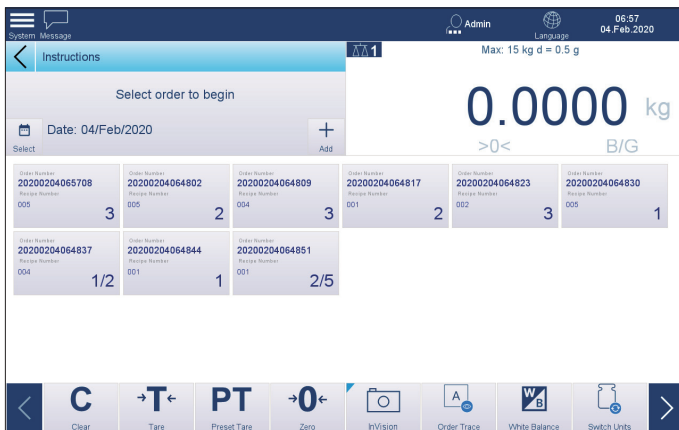 System Message
Admin
Language
06:57
04.Feb.2020
Instructions
1
Max: 15 kg d = 0.5 g
Select order to begin
0.0000 kg
>0<
B/G
Select
Date: 04/Feb/2020
+
Add
Order Number
20200204065708
Recipe Number
005
3
Order Number
20200204064802
Recipe Number
005
2
Order Number
20200204064809
Recipe Number
004
3
Order Number
20200204064817
Recipe Number
001
2
Order Number
20200204064823
Recipe Number
002
3
Order Number
20200204064830
Recipe Number
005
1
Order Number
20200204064837
Recipe Number
004
1/2
Order Number
20200204064844
Recipe Number
001
1
Order Number
20200204064851
Recipe Number
001
2/5
C
Clear
→T←
Tare
PT
Preset Tare
→0←
Zero
InVision
A
Order Trace
W/B
White Balance
Switch Units